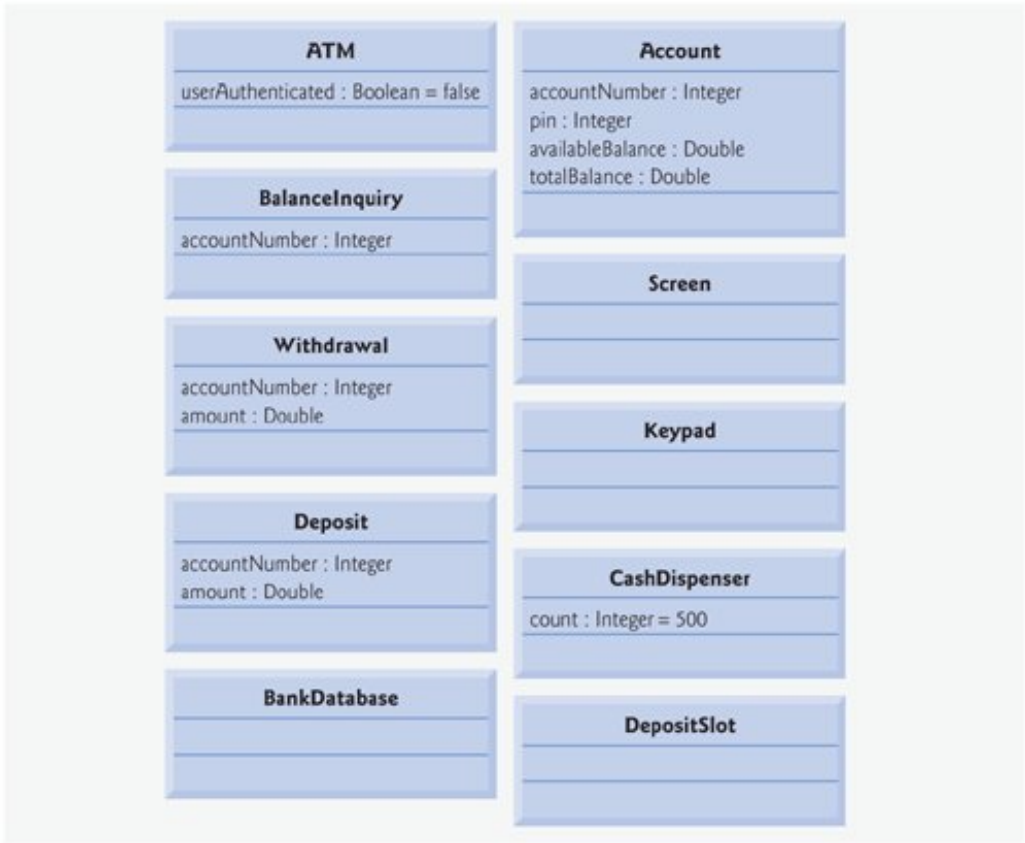 ATM
userAuthenticated : Boolean = false
BalanceInquiry
accountNumber : Integer
Withdrawal
accountNumber : Integer
amount : Double
Deposit
accountNumber : Integer
amount : Double
BankDatabase
Account
accountNumber : Integer
pin : Integer
availableBalance : Double
totalBalance : Double
Screen
Keypad
CashDispenser
count : Integer = 500
DepositSlot